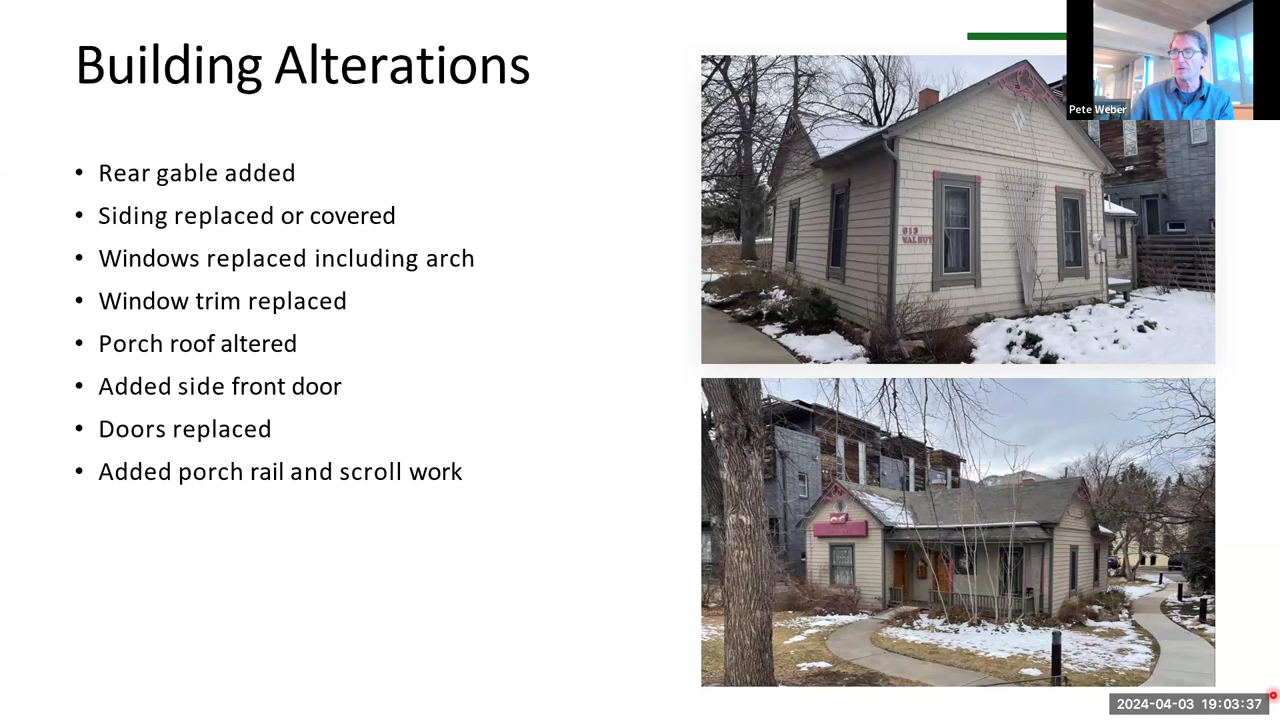 Building Alterations
• Rear gable added
• Siding replaced or covered
• Windows replaced including arch
• Window trim replaced
• Porch roof altered
• Added side front door
• Doors replaced
• Added porch rail and scroll work
Pete Weber
613
WALNUT
2024-04-03 19:03:37